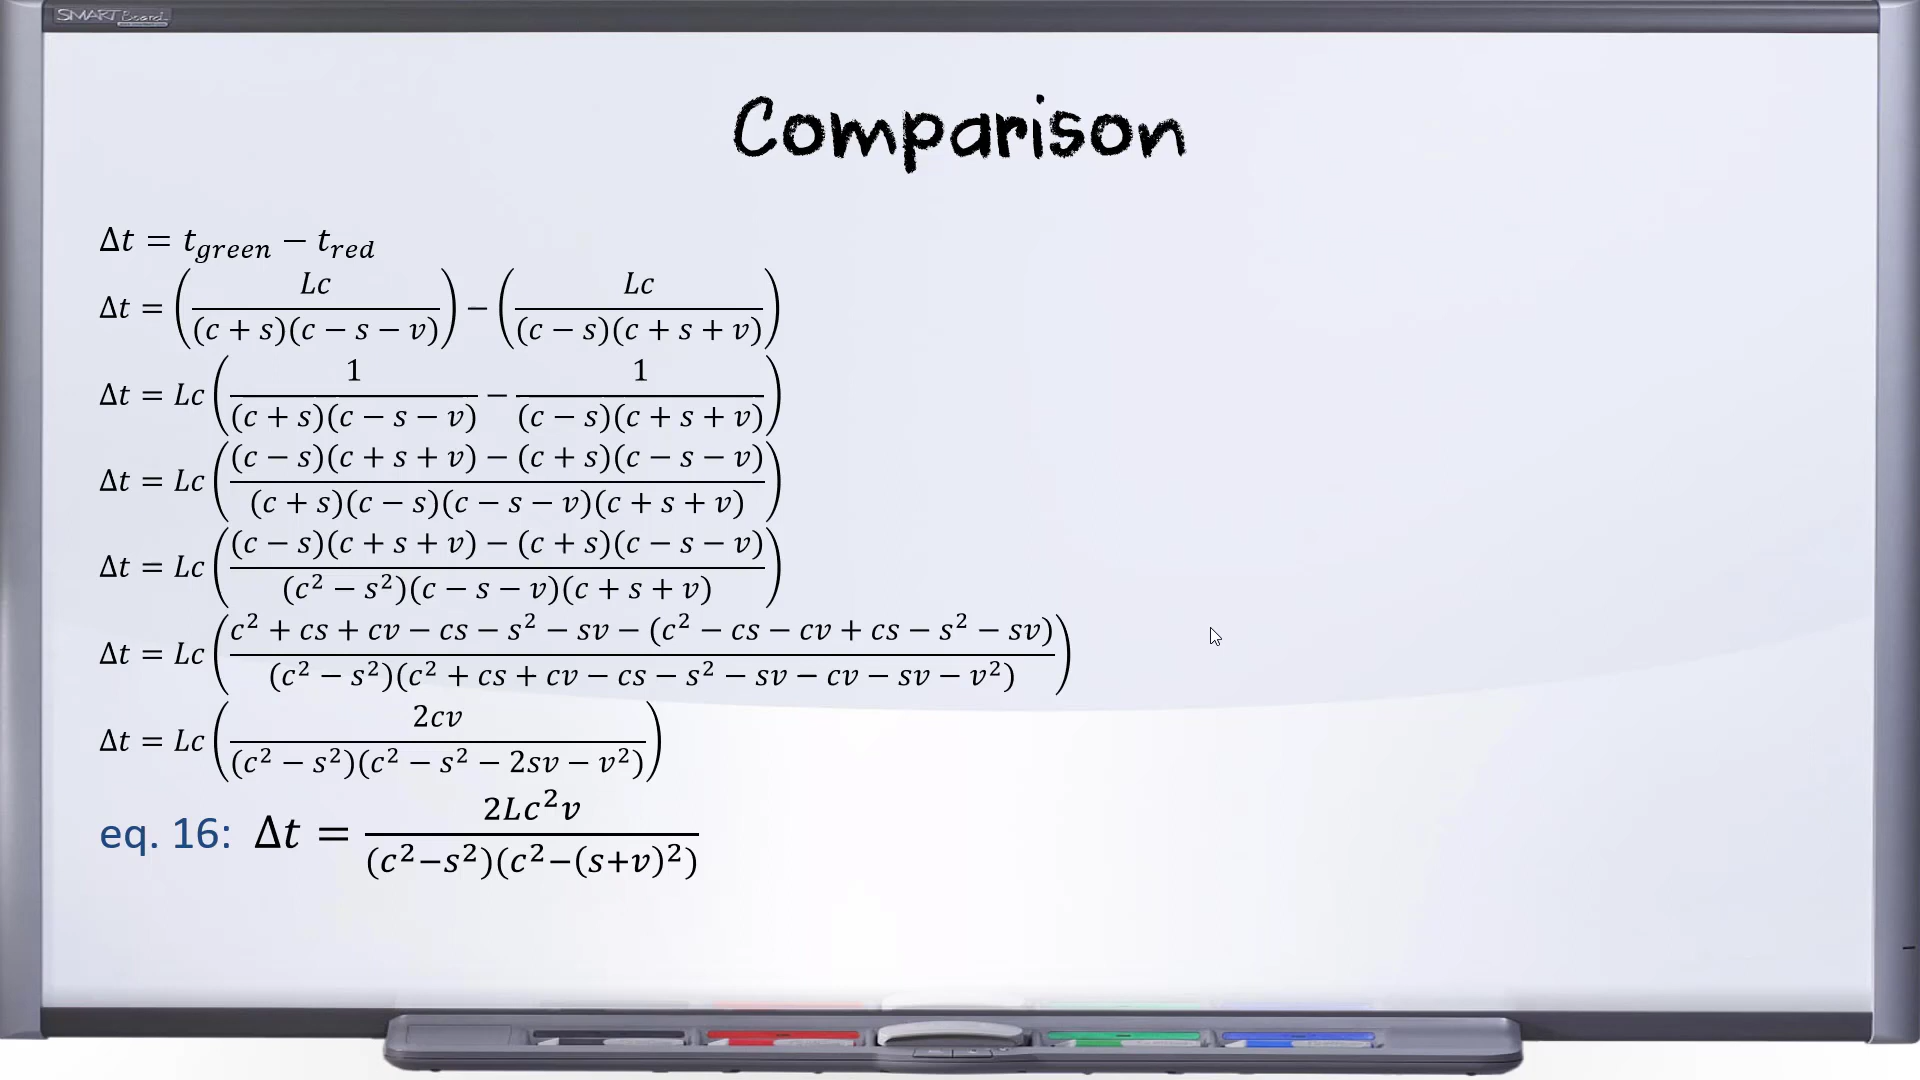 SMART Board
Comparison
Δt = t_green − t_red
Δt = (Lc / ((c + s)(c − s − v))) − (Lc / ((c − s)(c + s + v)))
Δt = Lc (1 / ((c + s)(c − s − v)) − 1 / ((c − s)(c + s + v)))
Δt = Lc (((c − s)(c + s + v) − (c + s)(c − s − v)) / ((c + s)(c − s)(c − s − v)(c + s + v)))
Δt = Lc (((c − s)(c + s + v) − (c + s)(c − s − v)) / ((c² − s²)(c − s − v)(c + s + v)))
Δt = Lc ((c² + cs + cv − cs − s² − sv − (c² − cs − cv + cs − s² − sv)) / ((c² − s²)(c² + cs + cv − cs − s² − sv − cv − sv − v²)))
Δt = Lc (2cv / ((c² − s²)(c² − s² − 2sv − v²)))
eq. 16: Δt = 2Lc²v / ((c²−s²)(c²−(s+v)²))